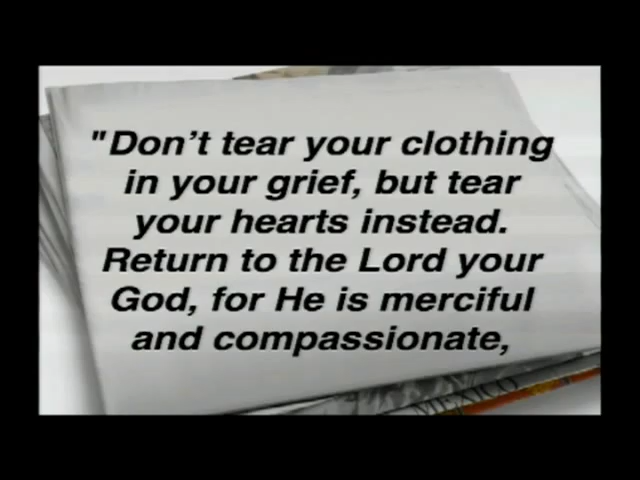 "Don't tear your clothing
in your grief, but tear
your hearts instead.
Return to the Lord your
God, for He is merciful
and compassionate,
MEXICO